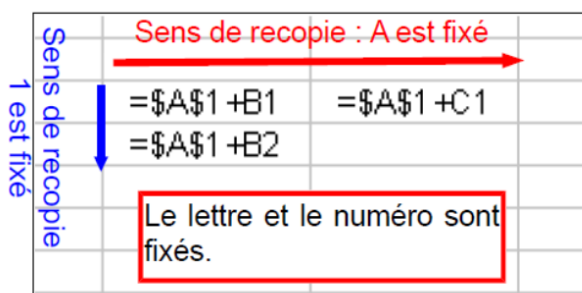 Sens de recopie : A est fixé
Sens de recopie
1 est fixé
=$A$1+B1 =$A$1+C1
=$A$1+B2
Le lettre et le numéro sont
fixés.